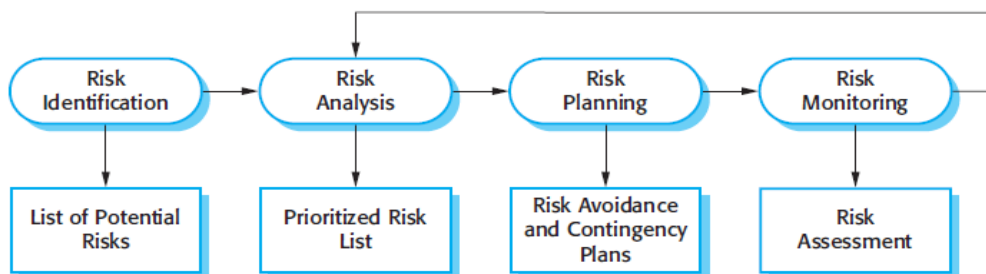 Risk
Identification
Risk
Analysis
Risk
Planning
Risk
Monitoring
List of Potential
Risks
Prioritized Risk
List
Risk Avoidance
and Contingency
Plans
Risk
Assessment